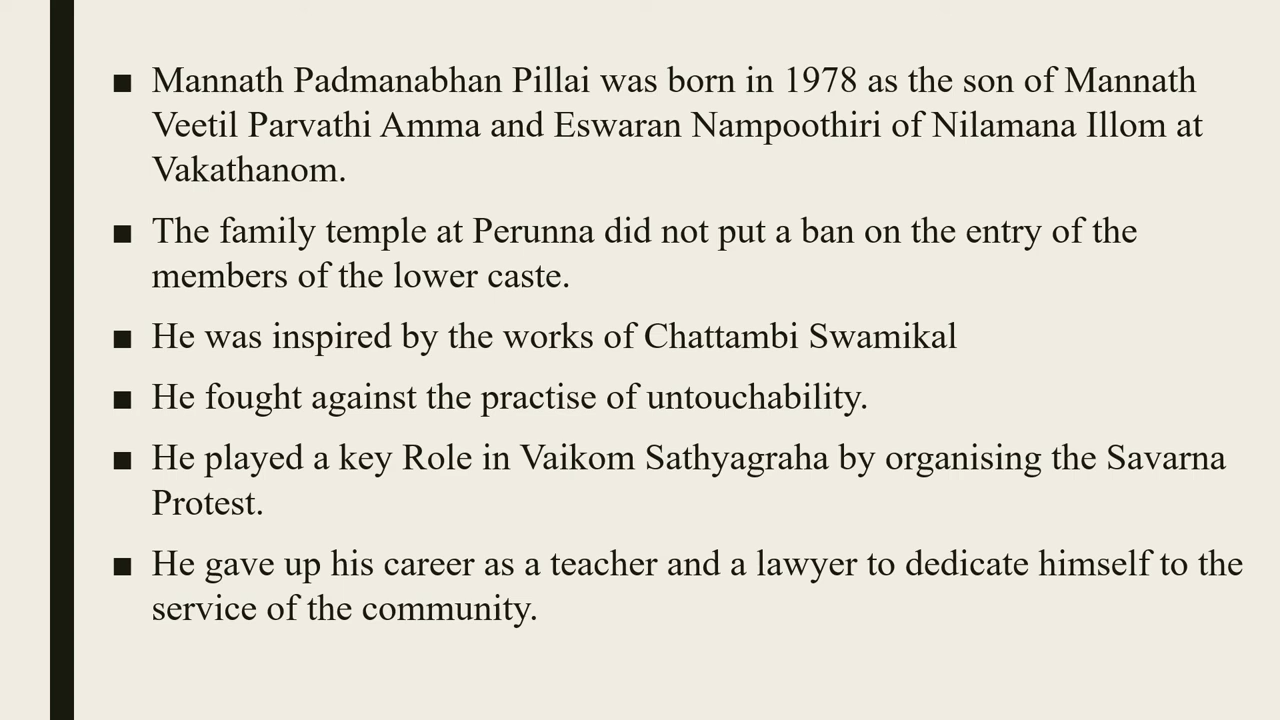 ■ Mannath Padmanabhan Pillai was born in 1978 as the son of Mannath
Veetil Parvathi Amma and Eswaran Nampoothiri of Nilamana Illom at
Vakathanom.
■ The family temple at Perunna did not put a ban on the entry of the
members of the lower caste.
■ He was inspired by the works of Chattambi Swamikal
■ He fought against the practise of untouchability.
■ He played a key Role in Vaikom Sathyagraha by organising the Savarna
Protest.
■ He gave up his career as a teacher and a lawyer to dedicate himself to the
service of the community.